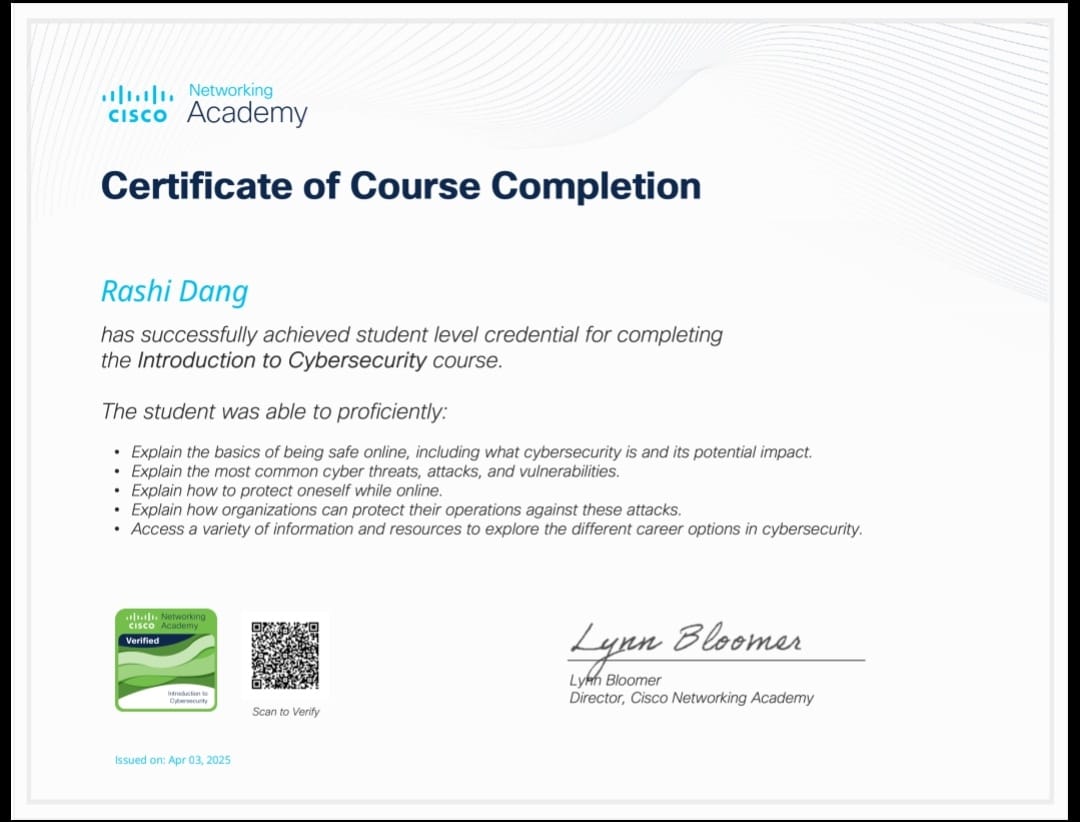 Networking
CISCO Academy
Certificate of Course Completion
Rashi Dang
has successfully achieved student level credential for completing
the Introduction to Cybersecurity course.
The student was able to proficiently:
• Explain the basics of being safe online, including what cybersecurity is and its potential impact.
• Explain the most common cyber threats, attacks, and vulnerabilities.
• Explain how to protect oneself while online.
• Explain how organizations can protect their operations against these attacks.
• Access a variety of information and resources to explore the different career options in cybersecurity.
Networking
CISCO Academy
Verified
Introduction to
Cybersecurity
Scan to Verify
Lynn Bloomer
Lynn Bloomer
Director, Cisco Networking Academy
Issued on: Apr 03, 2025